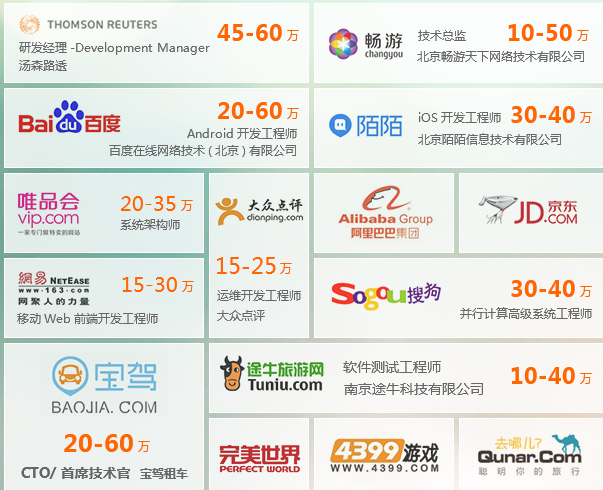 THOMSON REUTERS
45-60 万
研发经理 -Development Manager
汤森路透
畅游
changyou
技术总监
10-50 万
北京畅游天下网络技术有限公司
Bai du 百度
20-60 万
Android 开发工程师
百度在线网络技术 ( 北京 ) 有限公司
陌陌
iOS 开发工程师
30-40 万
北京陌陌信息技术有限公司
唯品会
vip.com
一家专门做特卖的网站
20-35 万
系统架构师
大众点评
dianping.com
15-25 万
运维开发工程师
大众点评
Alibaba Group
阿里巴巴集团
JD.京东
.COM
網易 NETEASE
www.163.com
网聚人的力量
15-30 万
移动 Web 前端开发工程师
Sogou 搜狗
30-40 万
并行计算高级系统工程师
宝驾
BAOJIA.COM
20-60 万
CTO/ 首席技术官 宝驾租车
途牛旅游网
Tuniu.com
软件测试工程师
南京途牛科技有限公司
10-40 万
完美世界
PERFECT WORLD
4399游戏
WWW.4399.COM
去哪儿?
Qunar.Com
聪明你的旅行